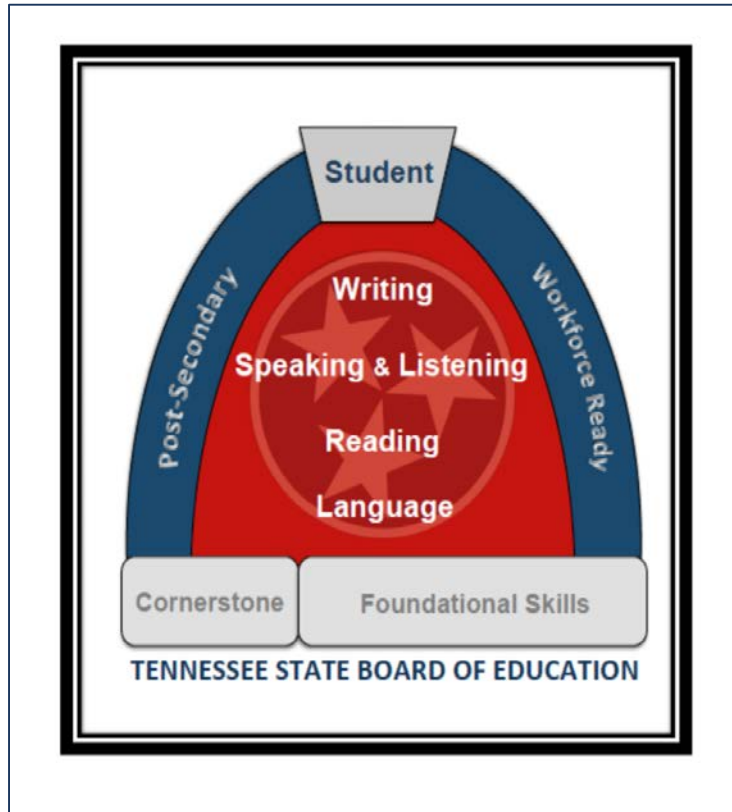 Student
Post-Secondary
Workforce Ready
Writing
Speaking & Listening
Reading
Language
Cornerstone
Foundational Skills
TENNESSEE STATE BOARD OF EDUCATION